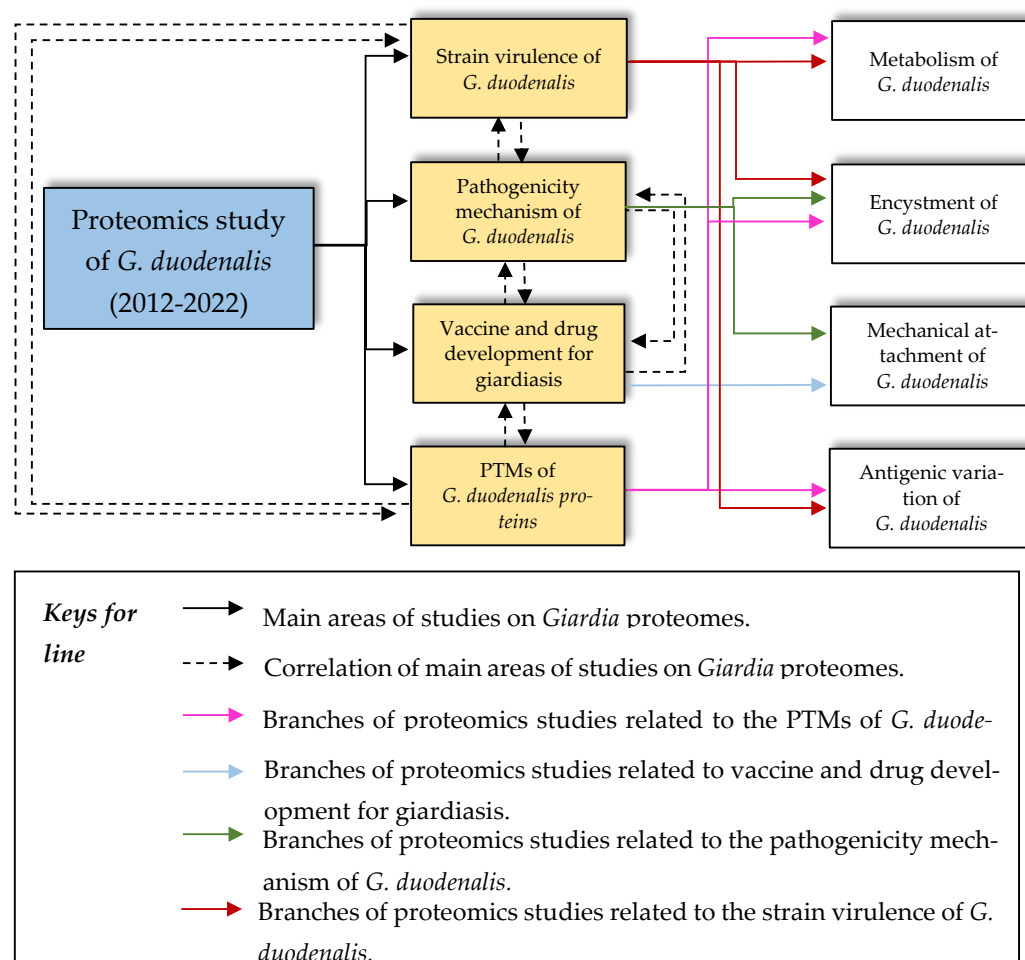 Strain virulence of
G. duodenalis
Metabolism of
G. duodenalis
Proteomics study
of G. duodenalis
(2012-2022)
Pathogenicity
mechanism of
G. duodenalis
Encystment of
G. duodenalis
Vaccine and drug
development for
giardiasis
Mechanical at-
tachment of
G. duodenalis
PTMs of
G. duodenalis pro-
teins
Antigenic varia-
tion of
G. duodenalis
Keys for
line
Main areas of studies on Giardia proteomes.
Correlation of main areas of studies on Giardia proteomes.
Branches of proteomics studies related to the PTMs of G. duode-
Branches of proteomics studies related to vaccine and drug devel-
opment for giardiasis.
Branches of proteomics studies related to the pathogenicity mech-
anism of G. duodenalis.
Branches of proteomics studies related to the strain virulence of G.
duodenalis.